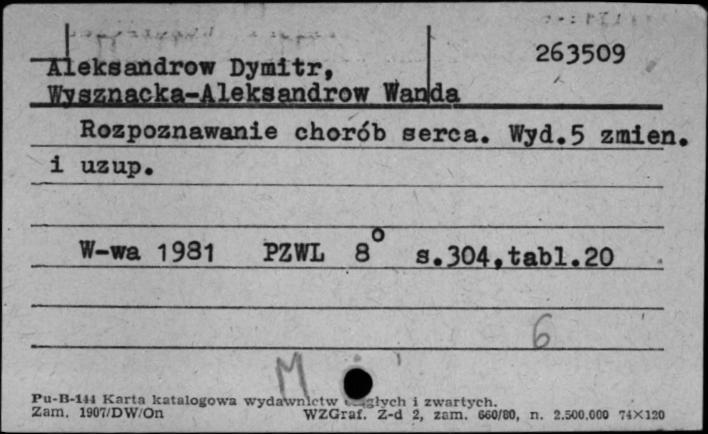 263509
Aleksandrow Dymitr,
Wysznacka-Aleksandrow Wanda
Rozpoznawanie chorób serca. Wyd.5 zmien.
i uzup.
W-wa 1981 PZWL 8° s.304,tabl.20
6
M
Pu-B-144 Karta katalogowa wydawnictw i zwartych.
Zam. 1907/DW/On WZGraf. Z-d 2, zam. 660/80, n. 2.500.000 74×120